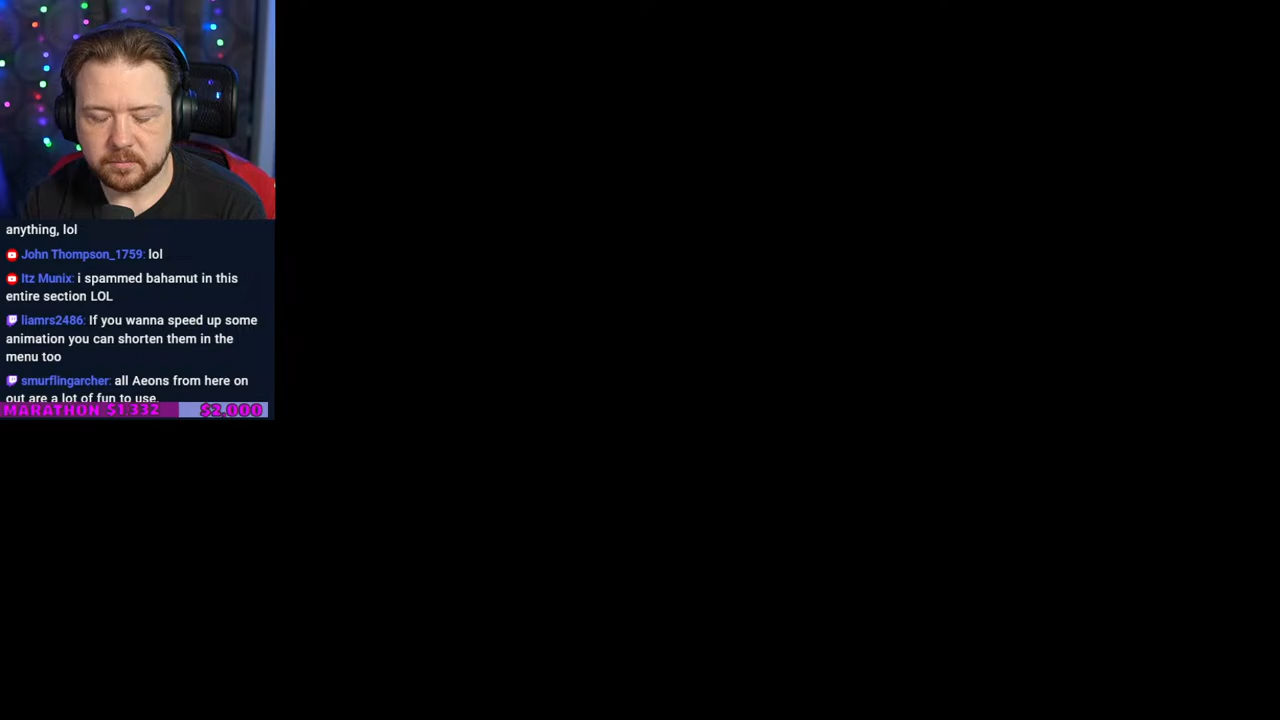 anything, lol
John Thompson_1759: lol
Itz Munix: i spammed bahamut in this
entire section LOL
liamrs2486: If you wanna speed up some
animation you can shorten them in the
menu too
smurflingarcher: all Aeons from here on
out are a lot of fun to use.
MARATHON $1,332 $2,000